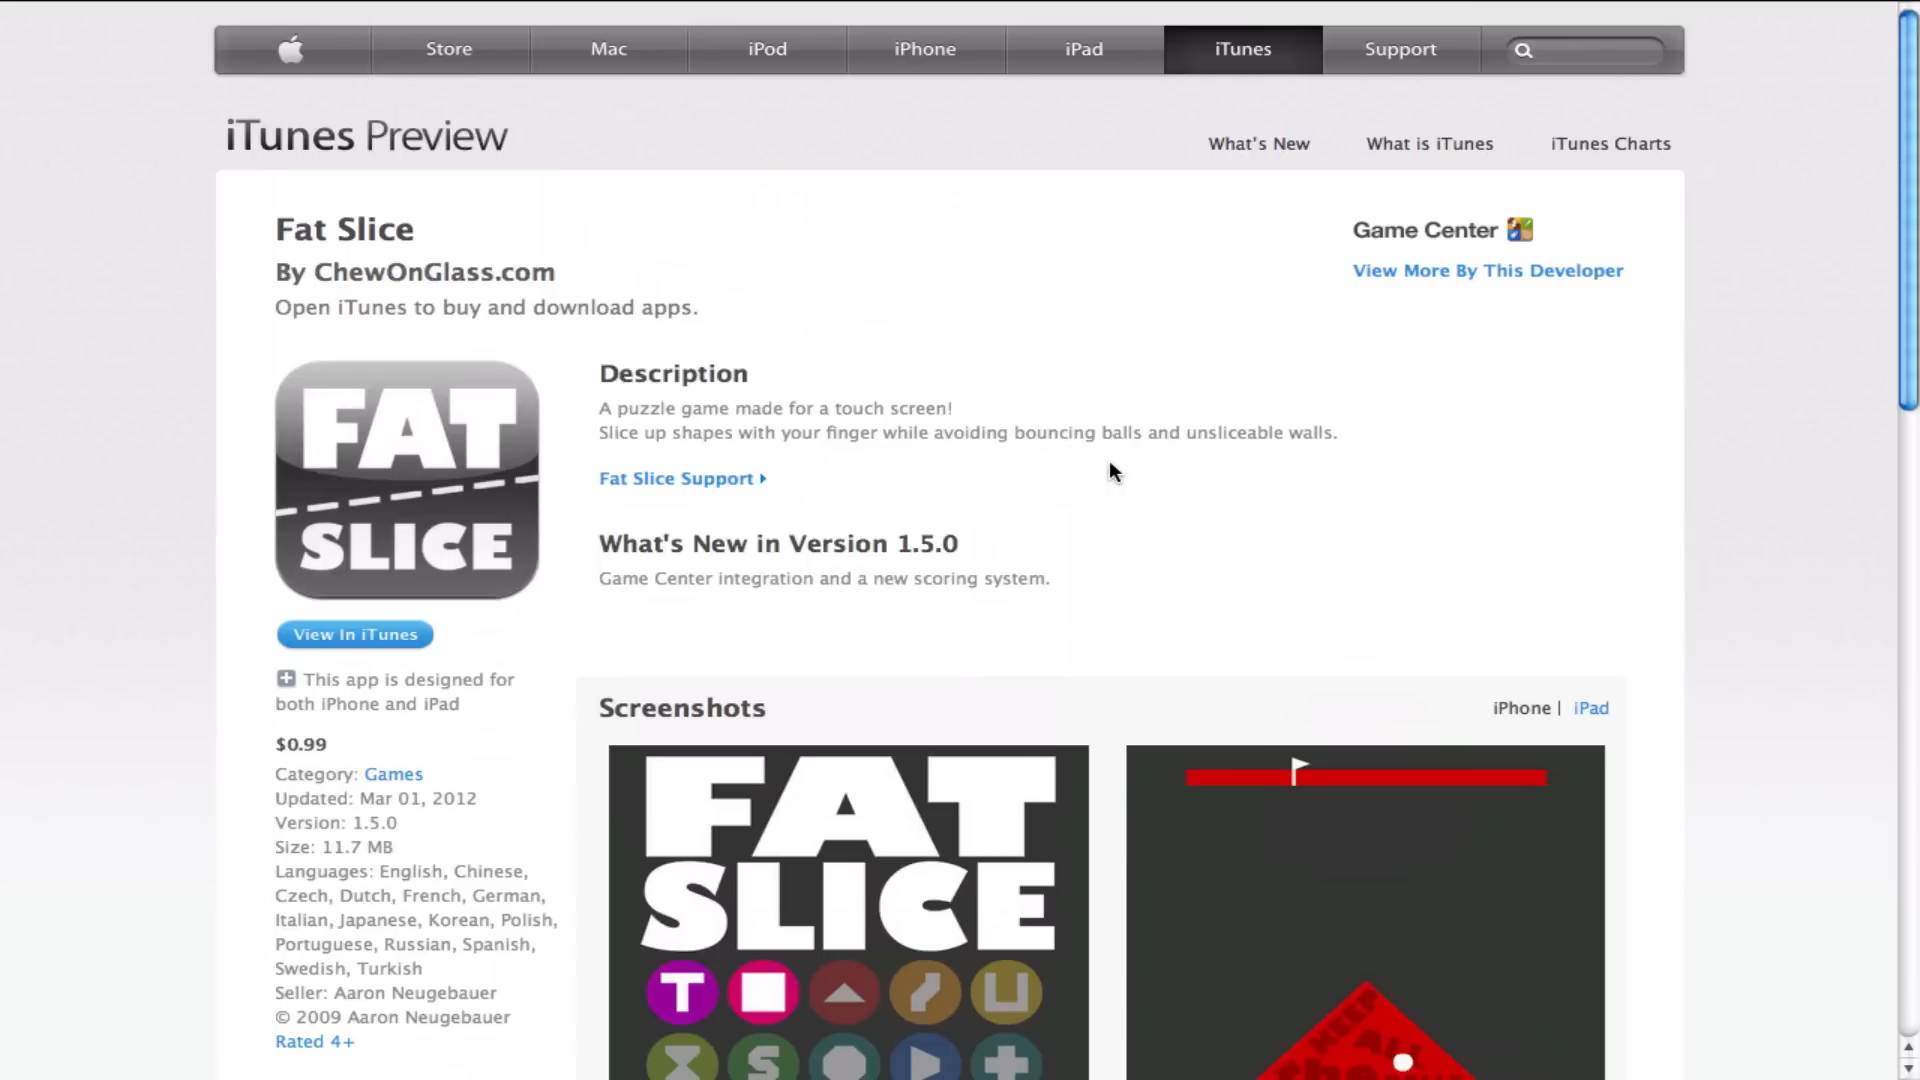 Store Mac iPod iPhone iPad iTunes Support
iTunes Preview
What's New What is iTunes iTunes Charts
Fat Slice
By ChewOnGlass.com
Open iTunes to buy and download apps.
Game Center
View More By This Developer
FAT
SLICE
View In iTunes
This app is designed for
both iPhone and iPad
$0.99
Category: Games
Updated: Mar 01, 2012
Version: 1.5.0
Size: 11.7 MB
Languages: English, Chinese,
Czech, Dutch, French, German,
Italian, Japanese, Korean, Polish,
Portuguese, Russian, Spanish,
Swedish, Turkish
Seller: Aaron Neugebauer
© 2009 Aaron Neugebauer
Rated 4+
Description
A puzzle game made for a touch screen!
Slice up shapes with your finger while avoiding bouncing balls and unsliceable walls.
Fat Slice Support
What's New in Version 1.5.0
Game Center integration and a new scoring system.
Screenshots
iPhone | iPad
FAT
SLICE
KEEP
ALL
the